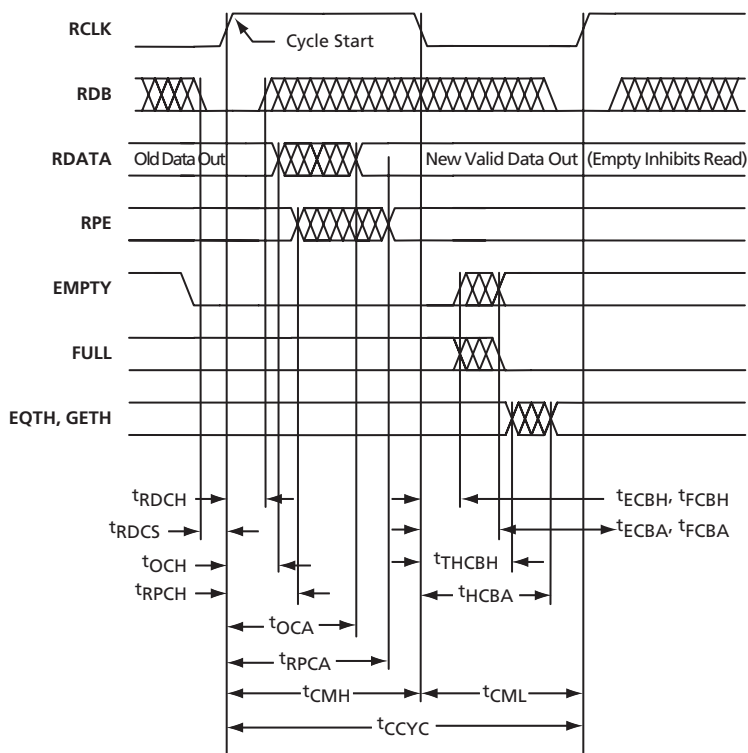 RCLK
Cycle Start
RDB
RDATA Old Data Out New Valid Data Out (Empty Inhibits Read)
RPE
EMPTY
FULL
EQTH, GETH
tRDCH tECBH, tFCBH
tRDCS tECBA, tFCBA
tOCH tTHCBH
tRPCH tHCBA
tOCA
tRPCA
tCMH tCML
tCCYC